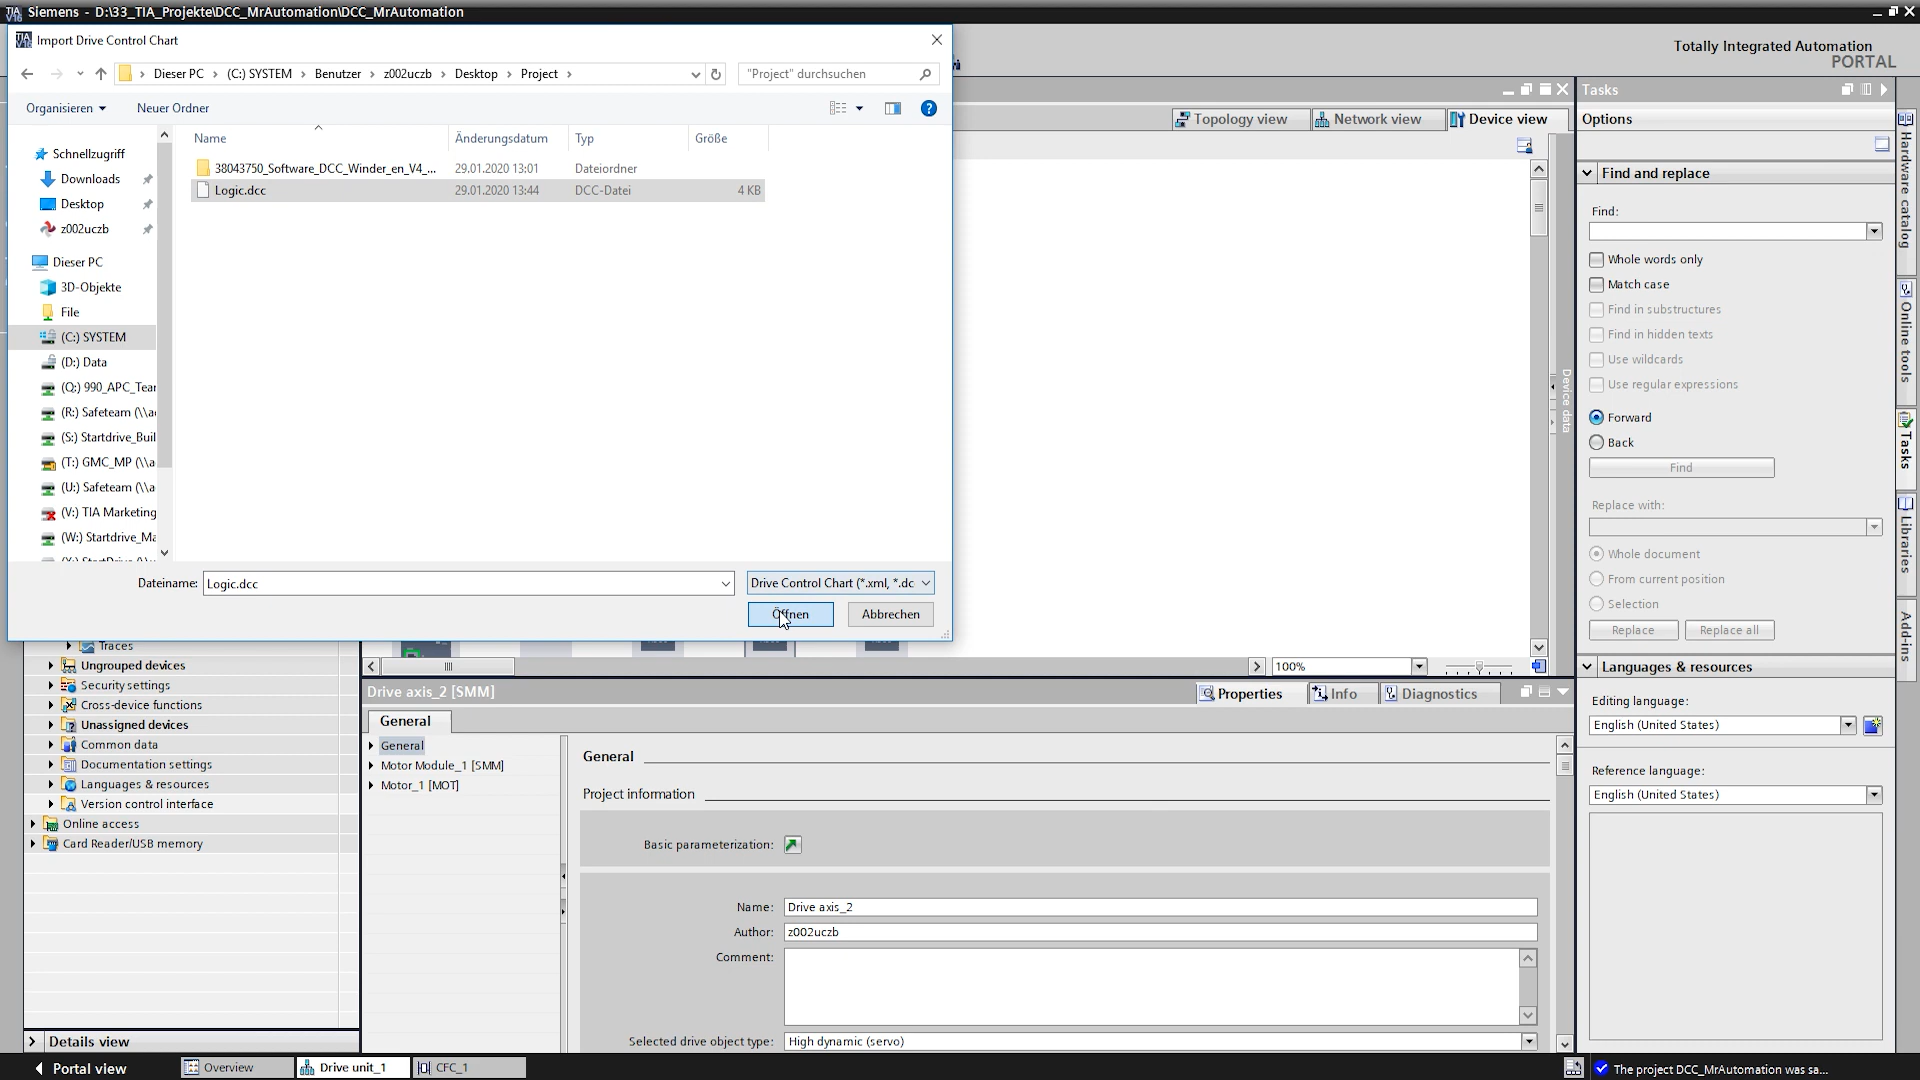 Siemens - D:\33_TIA_Projekte\DCC_MrAutomation\DCC_MrAutomation
Import Drive Control Chart
Totally Integrated Automation
PORTAL
Dieser PC > (C:) SYSTEM > Benutzer > z002uczb > Desktop > Project >
"Project" durchsuchen
Organisieren
Neuer Ordner
Name
Änderungsdatum
Typ
Größe
38043750_Software_DCC_Winder_en_V4_...
29.01.2020 13:01
Dateiordner
Logic.dcc
29.01.2020 13:44
DCC-Datei
4 KB
Schnellzugriff
Downloads
Desktop
z002uczb
Dieser PC
3D-Objekte
File
(C:) SYSTEM
(D:) Data
(Q:) 990_APC_Tear
(R:) Safeteam (\\a
(S:) Startdrive_Buil
(T:) GMC_MP (\\a
(U:) Safeteam (\\a
(V:) TIA Marketing
(W:) Startdrive_Ma
Dateiname:
Logic.dcc
Drive Control Chart (*.xml, *.dc
Öffnen
Abbrechen
Topology view
Network view
Device view
Device data
100%
Traces
Ungrouped devices
Security settings
Cross-device functions
Unassigned devices
Common data
Documentation settings
Languages & resources
Version control interface
Online access
Card Reader/USB memory
Details view
Drive axis_2 [SMM]
Properties
Info
Diagnostics
General
General
Motor Module_1 [SMM]
Motor_1 [MOT]
General
Project information
Basic parameterization:
Name:
Drive axis_2
Author:
z002uczb
Comment:
Selected drive object type:
High dynamic (servo)
Tasks
Options
Find and replace
Find:
Whole words only
Match case
Find in substructures
Find in hidden texts
Use wildcards
Use regular expressions
Forward
Back
Find
Replace with:
Whole document
From current position
Selection
Replace
Replace all
Languages & resources
Editing language:
English (United States)
Reference language:
English (United States)
Hardware catalog
Online tools
Tasks
Libraries
Add-ins
Portal view
Overview
Drive unit_1
CFC_1
The project DCC_MrAutomation was sa...